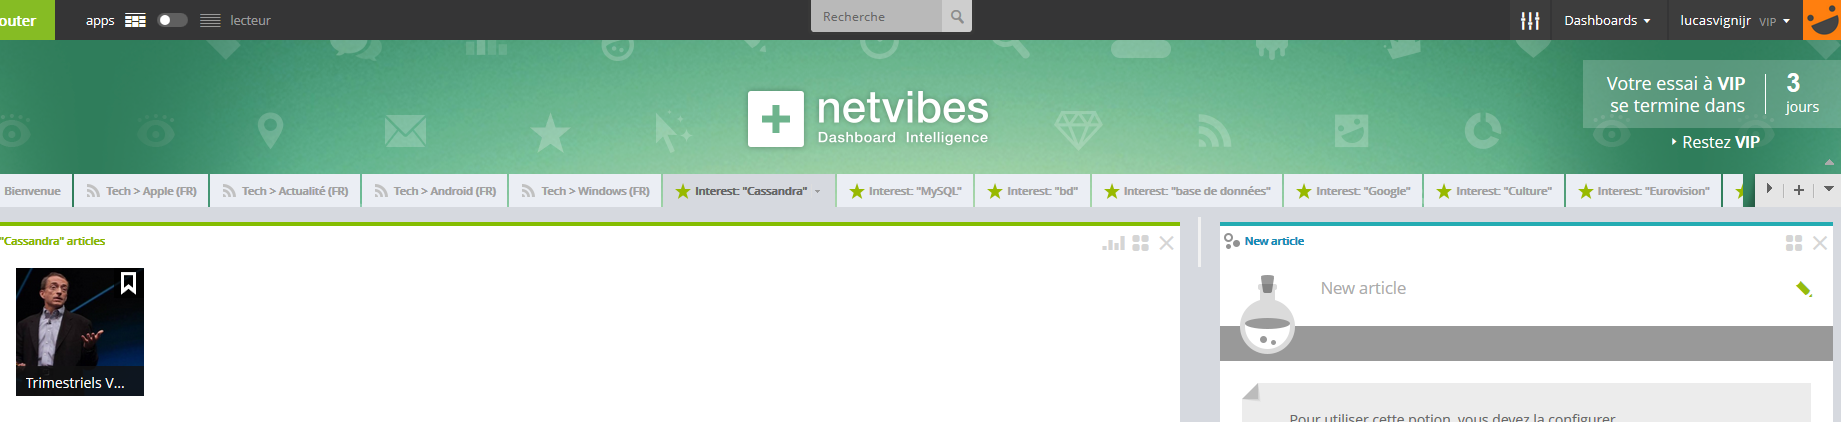 outer apps lecteur Recherche Dashboards lucasvignijr VIP
Votre essai à VIP
se termine dans
3
jours
Restez VIP
netvibes
Dashboard Intelligence
Bienvenue Tech > Apple (FR) Tech > Actualité (FR) Tech > Android (FR) Tech > Windows (FR) Interest: "Cassandra" Interest: "MySQL" Interest: "bd" Interest: "base de données" Interest: "Google" Interest: "Culture" Interest: "Eurovision"
"Cassandra" articles
Trimestriels V...
New article
New article
Pour utiliser cette notion, vous devez la configurer